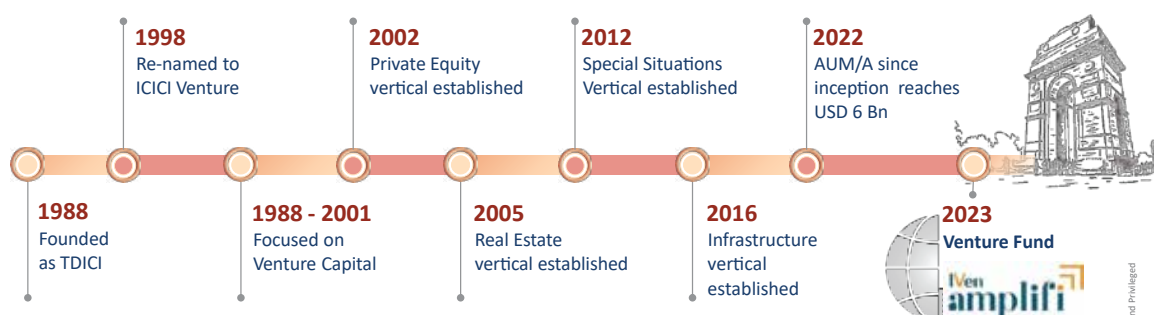 1998
Re-named to
ICICI Venture
2002
Private Equity
vertical established
2012
Special Situations
Vertical established
2022
AUM/A since
inception reaches
USD 6 Bn
1988
Founded
as TDICI
1988 - 2001
Focused on
Venture Capital
2005
Real Estate
vertical established
2016
Infrastructure
vertical
established
2023
Venture Fund
IVen
amplifi
nd Privileged